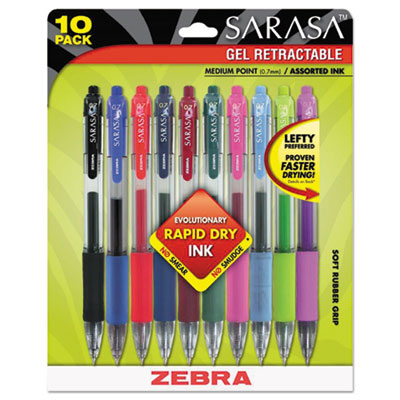 10
PACK
SARASA™
GEL RETRACTABLE
MEDIUM POINT (0.7mm) / ASSORTED INK
LEFTY
PREFERRED
PROVEN
FASTER
DRYING!
EVOLUTIONARY
RAPID DRY
INK
NO SMEAR
NO SMUDGE
SOFT RUBBER GRIP
ZEBRA